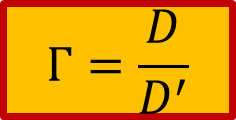 Γ = D / D′